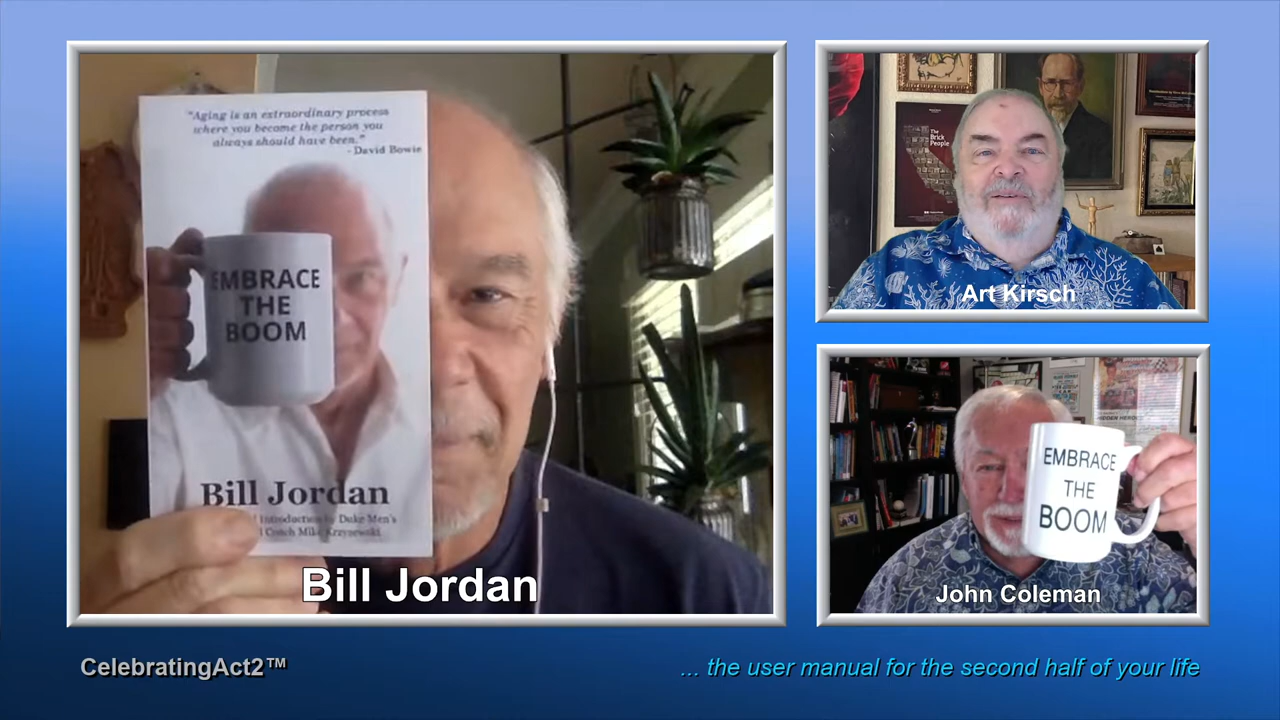 "Aging is an extraordinary process
where you become the person you
always should have been."
- David Bowie
EMBRACE
THE
BOOM
Bill Jordan
Introduction by Duke Men's
Coach Mike Krzyzewski
Bill Jordan
The
Brick
People
Art Kirsch
HIDDEN HEROES
EMBRACE
THE
BOOM
John Coleman
CelebratingAct2™
... the user manual for the second half of your life